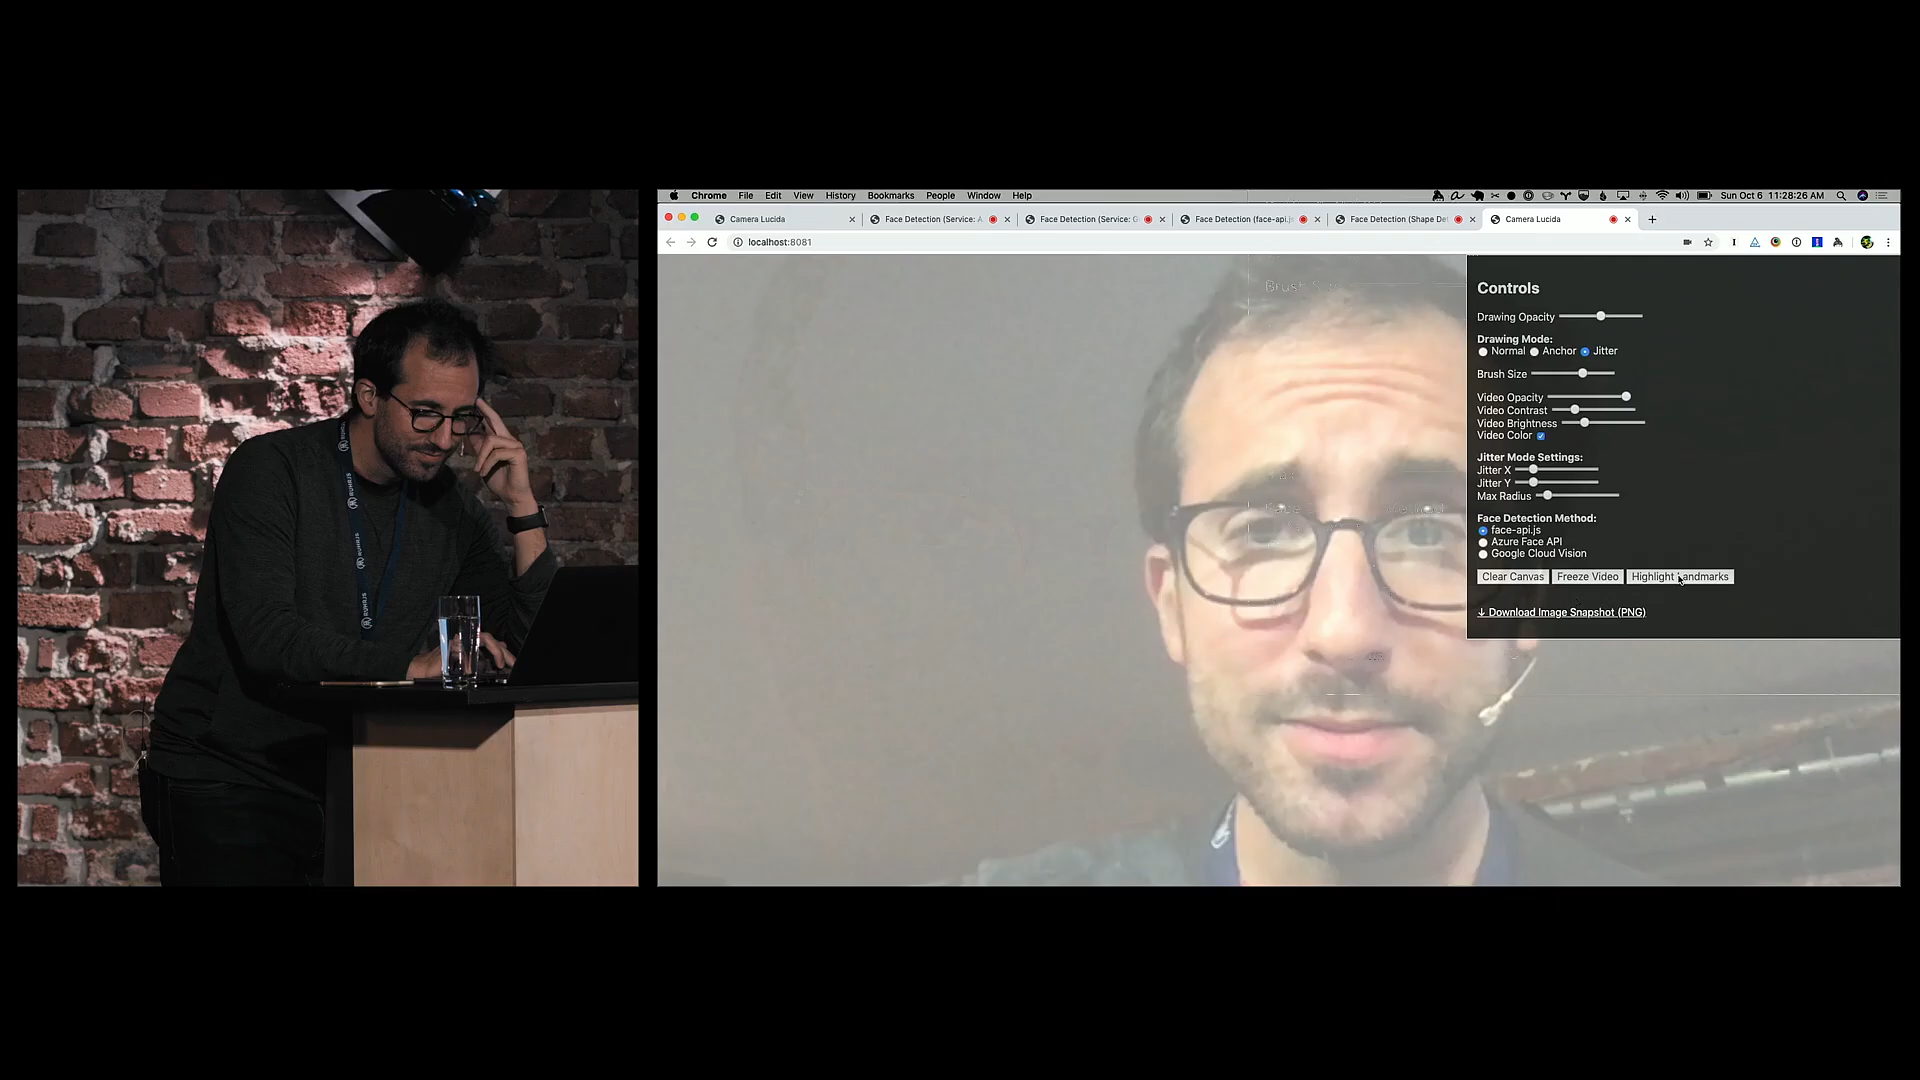 Chrome File Edit View History Bookmarks People Window Help Sun Oct 6 11:28:26 AM
Camera Lucida Face Detection (Service: A Face Detection (Service: G Face Detection (face-api.js Face Detection (Shape De Camera Lucida
localhost:8081
Controls
Drawing Opacity
Drawing Mode:
Normal Anchor Jitter
Brush Size
Video Opacity
Video Contrast
Video Brightness
Video Color
Jitter Mode Settings:
Jitter X
Jitter Y
Max Radius
Face Detection Method:
face-api.js
Azure Face API
Google Cloud Vision
Clear Canvas Freeze Video Highlight Landmarks
↓ Download Image Snapshot (PNG)
RUHRJS
RUHRJS
RUHRJS